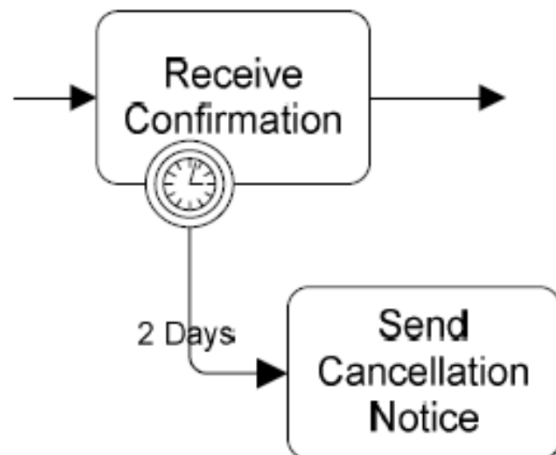 Receive
Confirmation
2 Days
Send
Cancellation
Notice